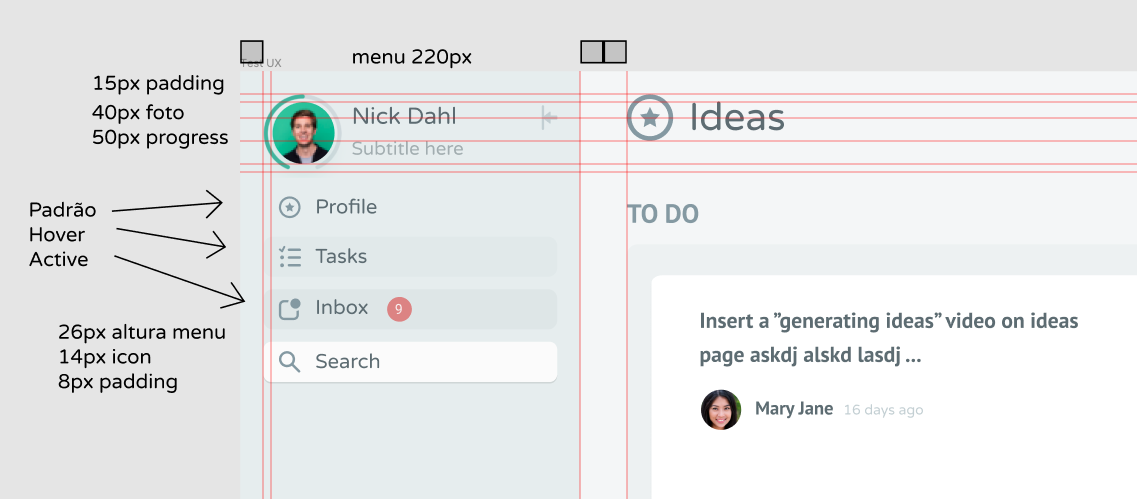 Test UX
menu 220px
15px padding
40px foto
50px progress
Nick Dahl
Subtitle here
Ideas
Padrão
Hover
Active
Profile
Tasks
Inbox 9
Search
26px altura menu
14px icon
8px padding
TO DO
Insert a ”generating ideas” video on ideas
page askdj alskd lasdj ...
Mary Jane 16 days ago